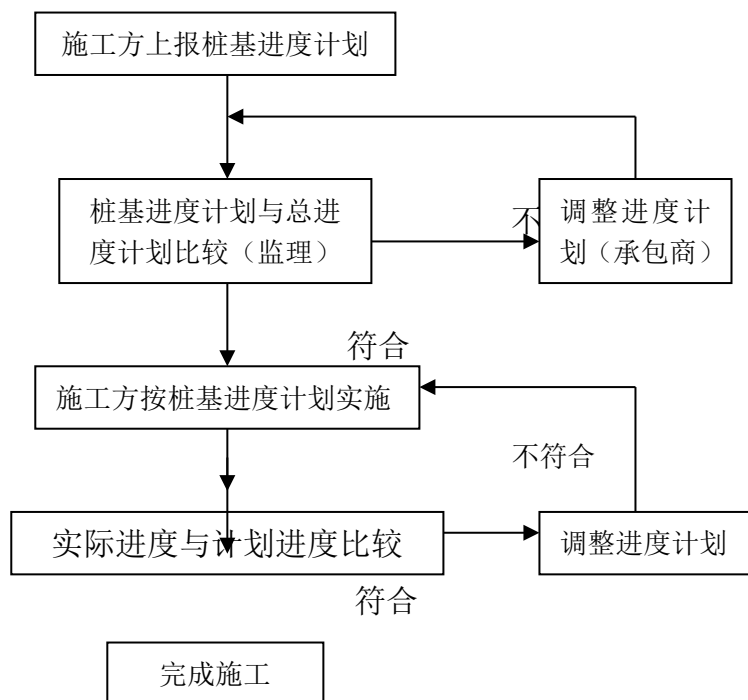 施工方上报桩基进度计划
桩基进度计划与总进
度计划比较（监理）
不
调整进度计
划（承包商）
符合
施工方按桩基进度计划实施
不符合
实际进度与计划进度比较
调整进度计划
符合
完成施工